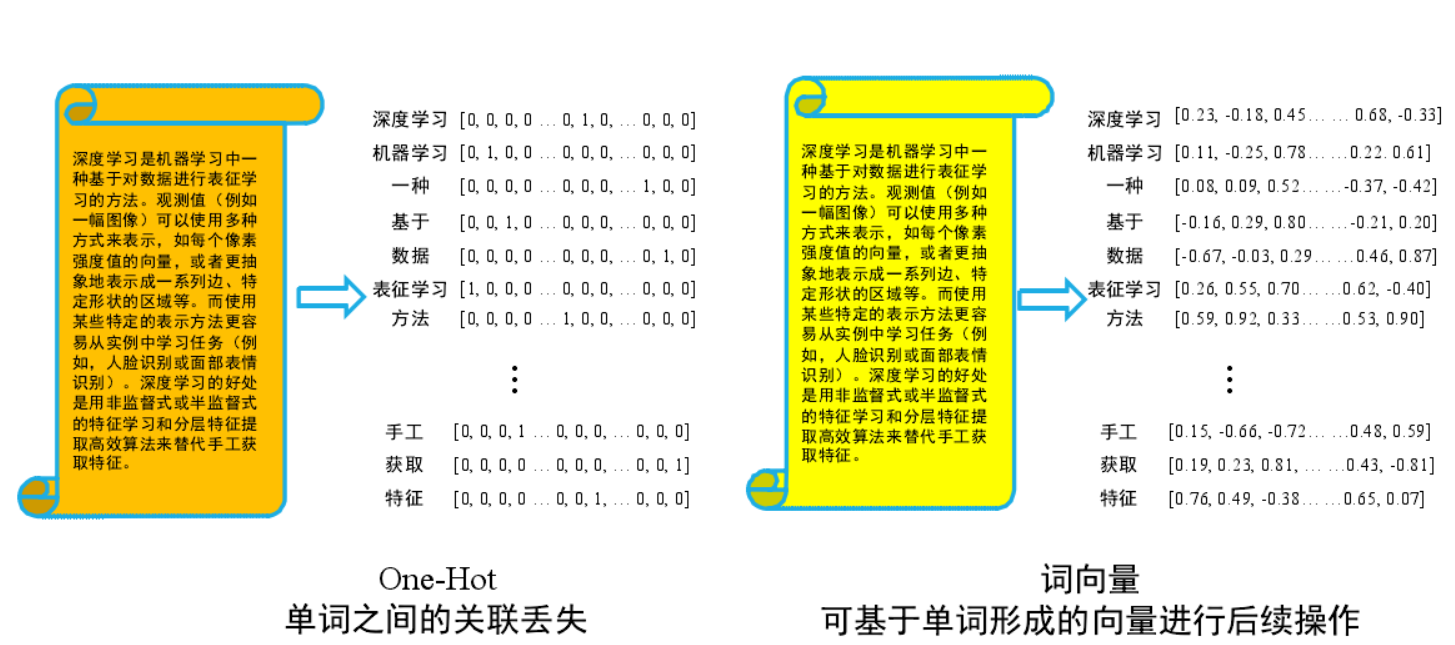 深度学习是机器学习中一
种基于对数据进行表征学
习的方法。观测值（例如
一幅图像）可以使用多种
方式来表示，如每个像素
强度值的向量，或者更抽
象地表示成一系列边、特
定形状的区域等。而使用
某些特定的表示方法更容
易从实例中学习任务（例
如，人脸识别或面部表情
识别）。深度学习的好处
是用非监督式或半监督式
的特征学习和分层特征提
取高效算法来替代手工获
取特征。
深度学习 [0, 0, 0, 0 … 0, 1, 0, … 0, 0, 0]
机器学习 [0, 1, 0, 0 … 0, 0, 0, … 0, 0, 0]
一种 [0, 0, 0, 0 … 0, 0, 0, … 1, 0, 0]
基于 [0, 0, 1, 0 … 0, 0, 0, … 0, 0, 0]
数据 [0, 0, 0, 0 … 0, 0, 0, … 0, 1, 0]
表征学习 [1, 0, 0, 0 … 0, 0, 0, … 0, 0, 0]
方法 [0, 0, 0, 0 … 1, 0, 0, … 0, 0, 0]
⋮
手工 [0, 0, 0, 1 … 0, 0, 0, … 0, 0, 0]
获取 [0, 0, 0, 0 … 0, 0, 0, … 0, 0, 1]
特征 [0, 0, 0, 0 … 0, 0, 1, … 0, 0, 0]
One-Hot
单词之间的关联丢失
深度学习是机器学习中一
种基于对数据进行表征学
习的方法。观测值（例如
一幅图像）可以使用多种
方式来表示，如每个像素
强度值的向量，或者更抽
象地表示成一系列边、特
定形状的区域等。而使用
某些特定的表示方法更容
易从实例中学习任务（例
如，人脸识别或面部表情
识别）。深度学习的好处
是用非监督式或半监督式
的特征学习和分层特征提
取高效算法来替代手工获
取特征。
深度学习 [0.23, -0.18, 0.45… … 0.68, -0.33]
机器学习 [0.11, -0.25, 0.78… …0.22. 0.61]
一种 [0.08, 0.09, 0.52… …-0.37, -0.42]
基于 [-0.16, 0.29, 0.80… …-0.21, 0.20]
数据 [-0.67, -0.03, 0.29… …0.46, 0.87]
表征学习 [0.26, 0.55, 0.70… …0.62, -0.40]
方法 [0.59, 0.92, 0.33… …0.53, 0.90]
⋮
手工 [0.15, -0.66, -0.72… …0.48, 0.59]
获取 [0.19, 0.23, 0.81, … …0.43, -0.81]
特征 [0.76, 0.49, -0.38… …0.65, 0.07]
词向量
可基于单词形成的向量进行后续操作